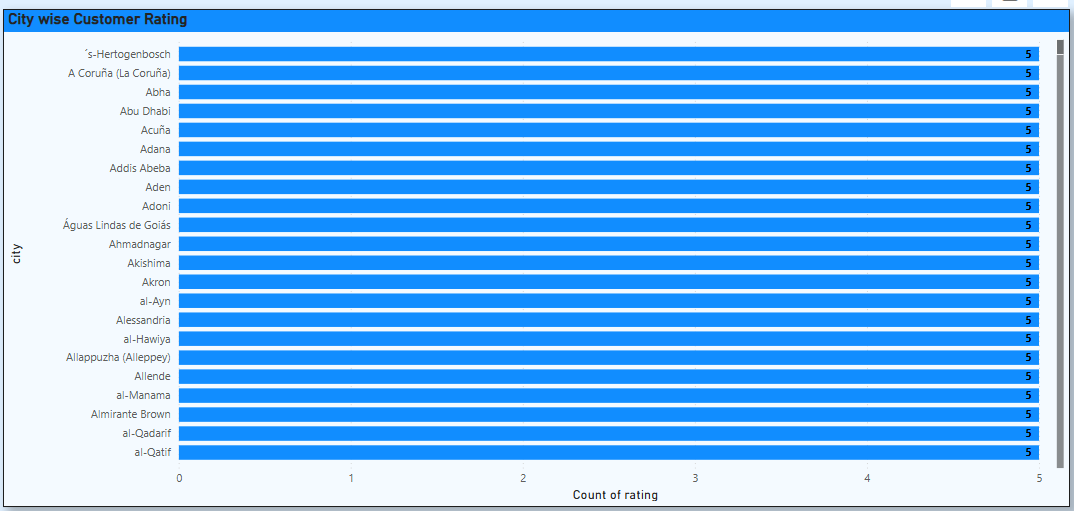 City wise Customer Rating
´s-Hertogenbosch 5
A Coruña (La Coruña) 5
Abha 5
Abu Dhabi 5
Acuña 5
Adana 5
Addis Abeba 5
Aden 5
Adoni 5
Águas Lindas de Goiás 5
Ahmadnagar 5
Akishima 5
Akron 5
al-Ayn 5
Alessandria 5
al-Hawiya 5
Allappuzha (Alleppey) 5
Allende 5
al-Manama 5
Almirante Brown 5
al-Qadarif 5
al-Qatif 5
city
0 1 2 3 4 5
Count of rating